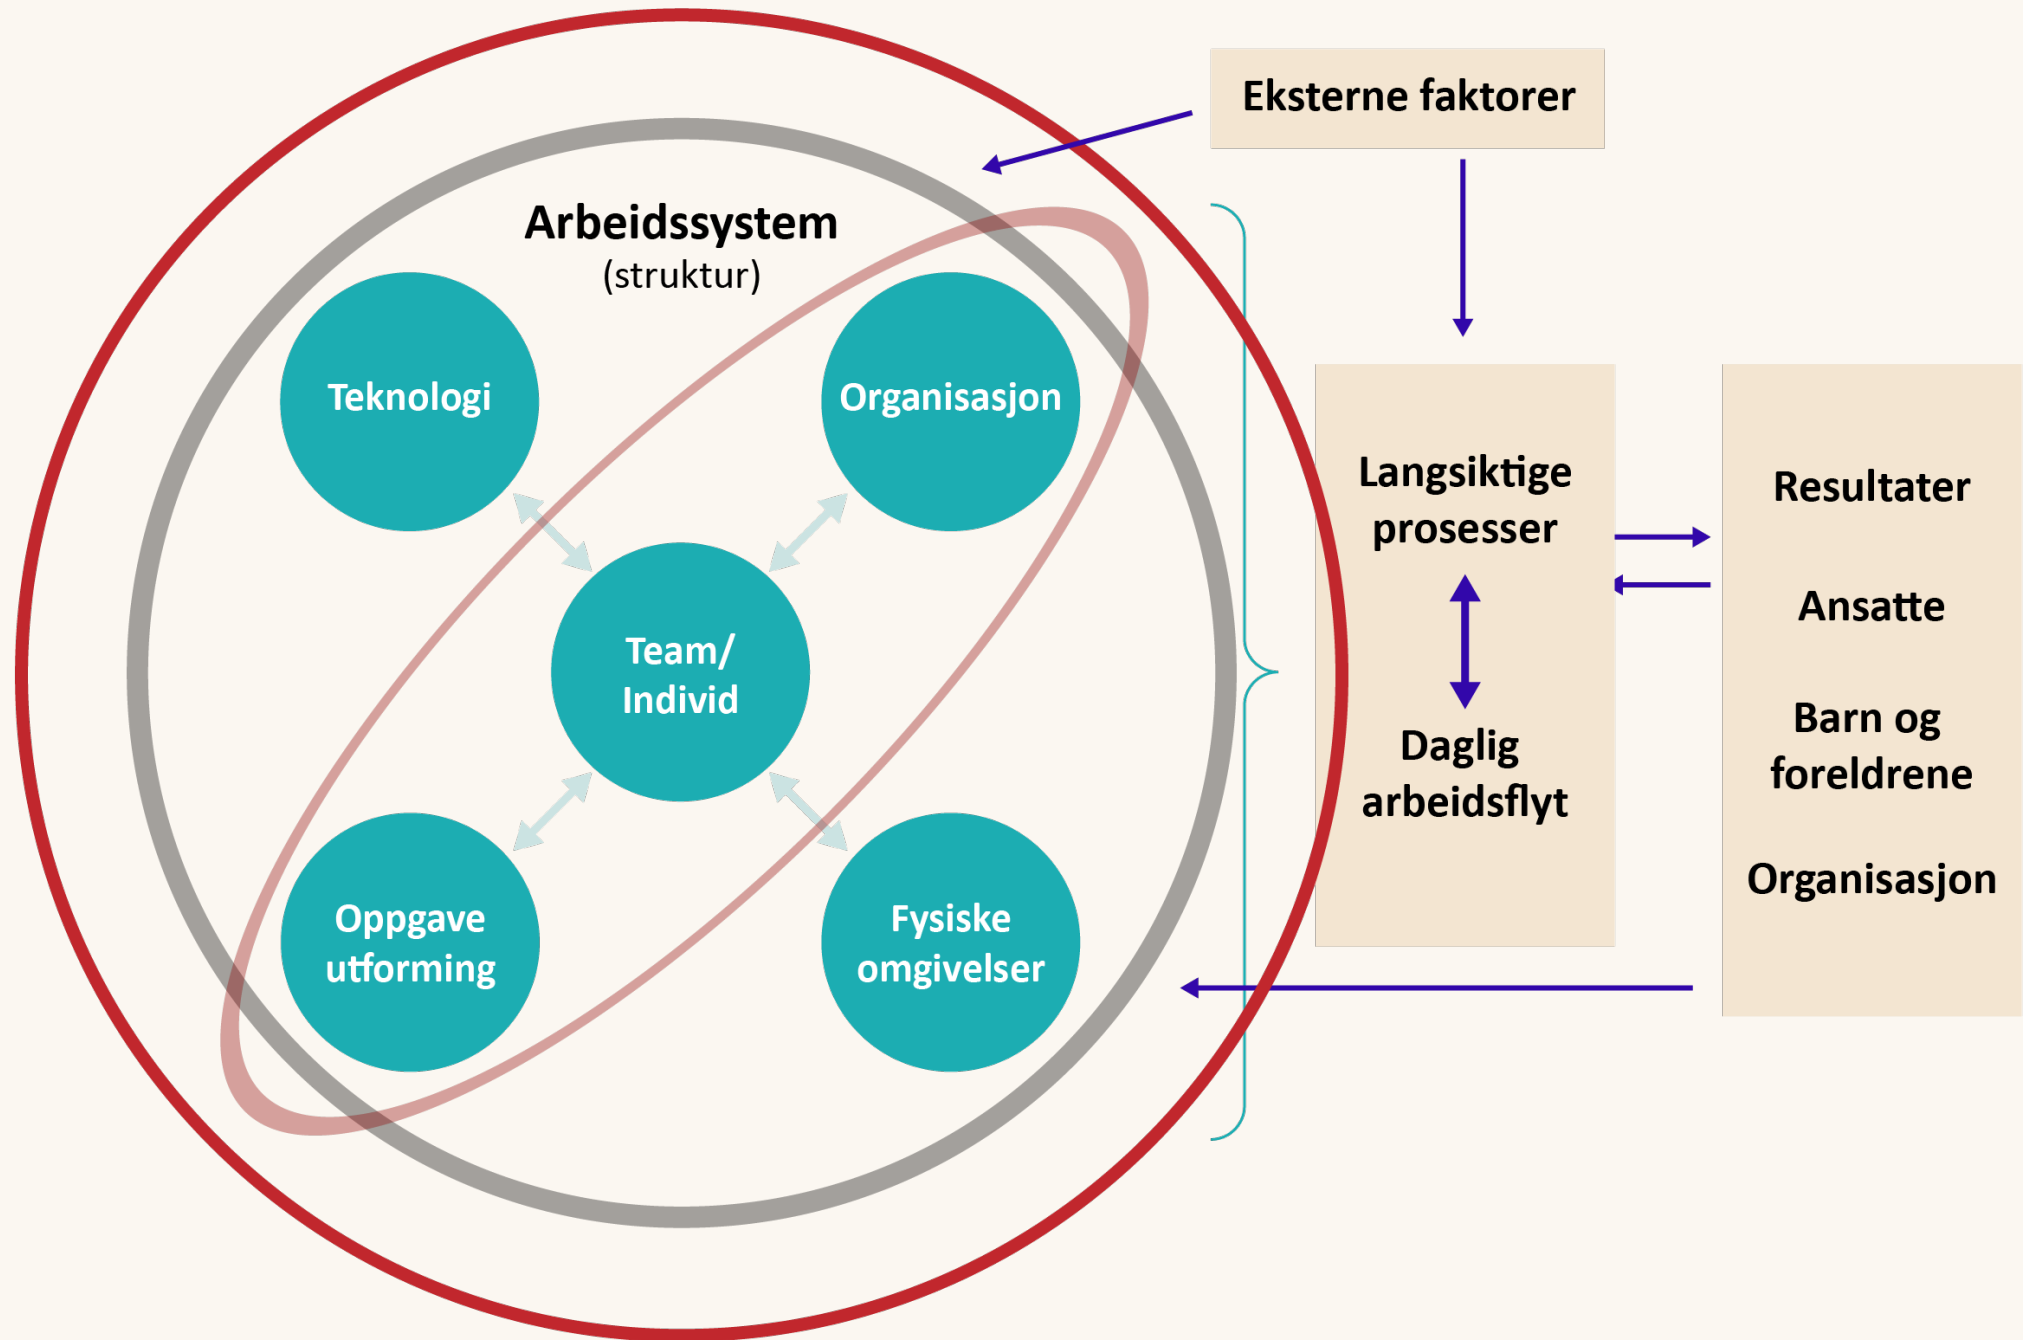 Eksterne faktorer
Arbeidssystem
(struktur)
Teknologi
Organisasjon
Team/
Individ
Oppgave
utforming
Fysiske
omgivelser
Langsiktige
prosesser
Daglig
arbeidsflyt
Resultater
Ansatte
Barn og
foreldrene
Organisasjon